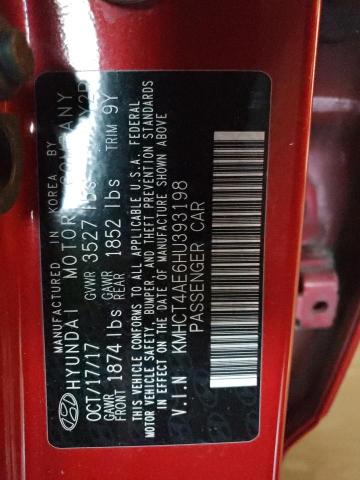 MANUFACTURED IN KOREA BY
HYUNDAI MOTOR COMPANY
OCT/17/17 GVWR 3527 lbs
GAWR FRONT 1874 lbs GAWR REAR 1852 lbs TRIM 9Y
THIS VEHICLE CONFORMS TO ALL APPLICABLE U.S.A. FEDERAL
MOTOR VEHICLE SAFETY, BUMPER, AND THEFT PREVENTION STANDARDS
IN EFFECT ON THE DATE OF MANUFACTURE SHOWN ABOVE
V.I.N KMHCT4AE6HU393198
PASSENGER CAR